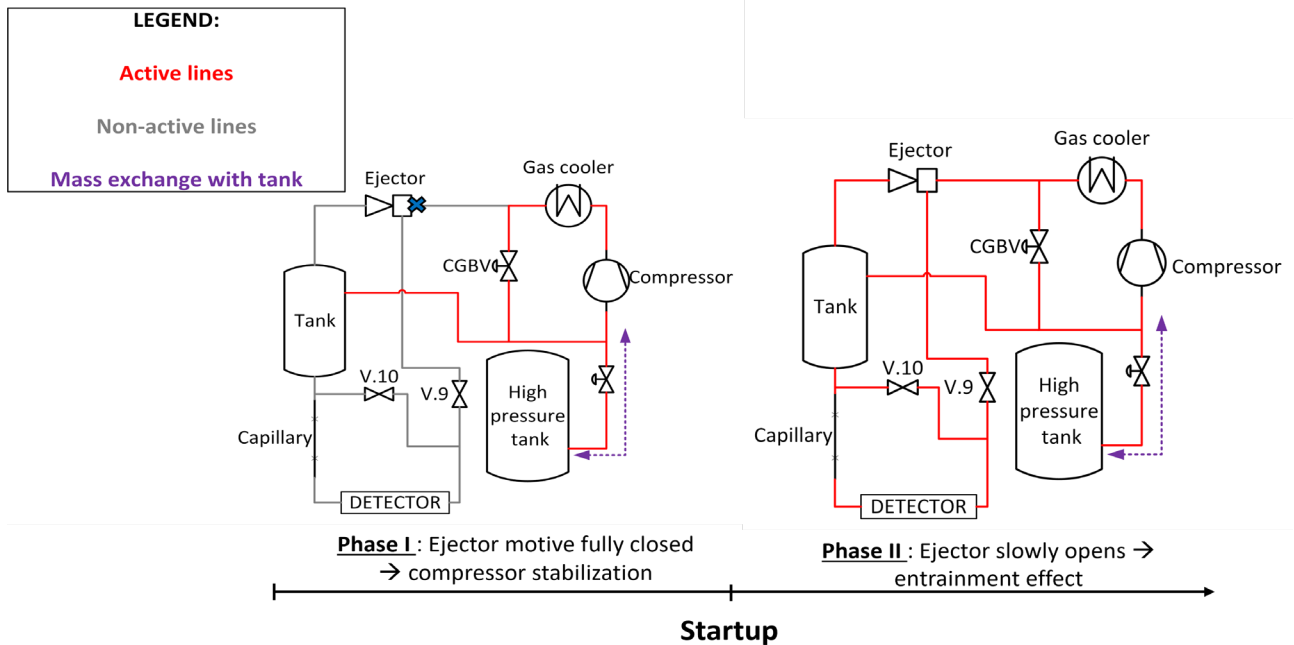 LEGEND:
Active lines
Non-active lines
Mass exchange with tank
Ejector
Gas cooler
CGBV
Compressor
Tank
V.10
V.9
High
pressure
tank
Capillary
DETECTOR
Phase I : Ejector motive fully closed
→ compressor stabilization
Ejector
Gas cooler
CGBV
Compressor
Tank
V.10
V.9
High
pressure
tank
Capillary
DETECTOR
Phase II : Ejector slowly opens →
entrainment effect
Startup